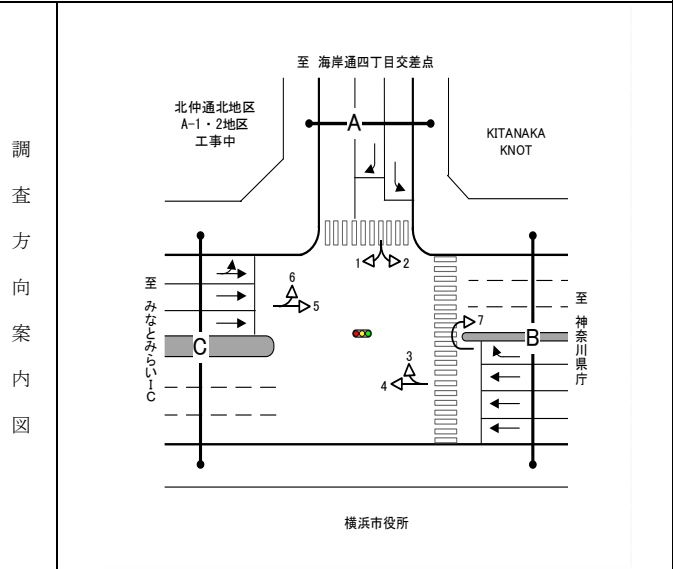 調査方向案内図
至 海岸通四丁目交差点
北仲通北地区
A-1・2地区
工事中
A
KITANAKA
KNOT
1
2
6
5
至 みなとみらいIC
C
7
B
至 神奈川県庁
3
4
横浜市役所